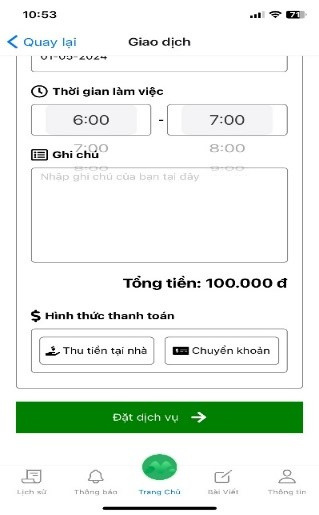 10:53
71
Quay lại
Giao dịch
01-05-2024
Thời gian làm việc
6:00 - 7:00
7:00 8:00
Ghi chú
8:00 9:00
Nhập ghi chú của bạn tại đây
Tổng tiền: 100.000 đ
Hình thức thanh toán
Thu tiền tại nhà
Chuyển khoản
Đặt dịch vụ
Lịch sử
Thông báo
Trang Chủ
Bài Viết
Thông tin